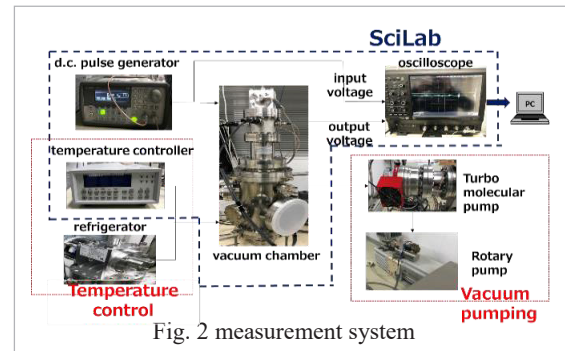 SciLab
d.c. pulse generator
oscilloscope
input
voltage
output
voltage
PC
temperature controller
Turbo
molecular
pump
refrigerator
vacuum chamber
Rotary
pump
Temperature
control
Vacuum
pumping
Fig. 2 measurement system